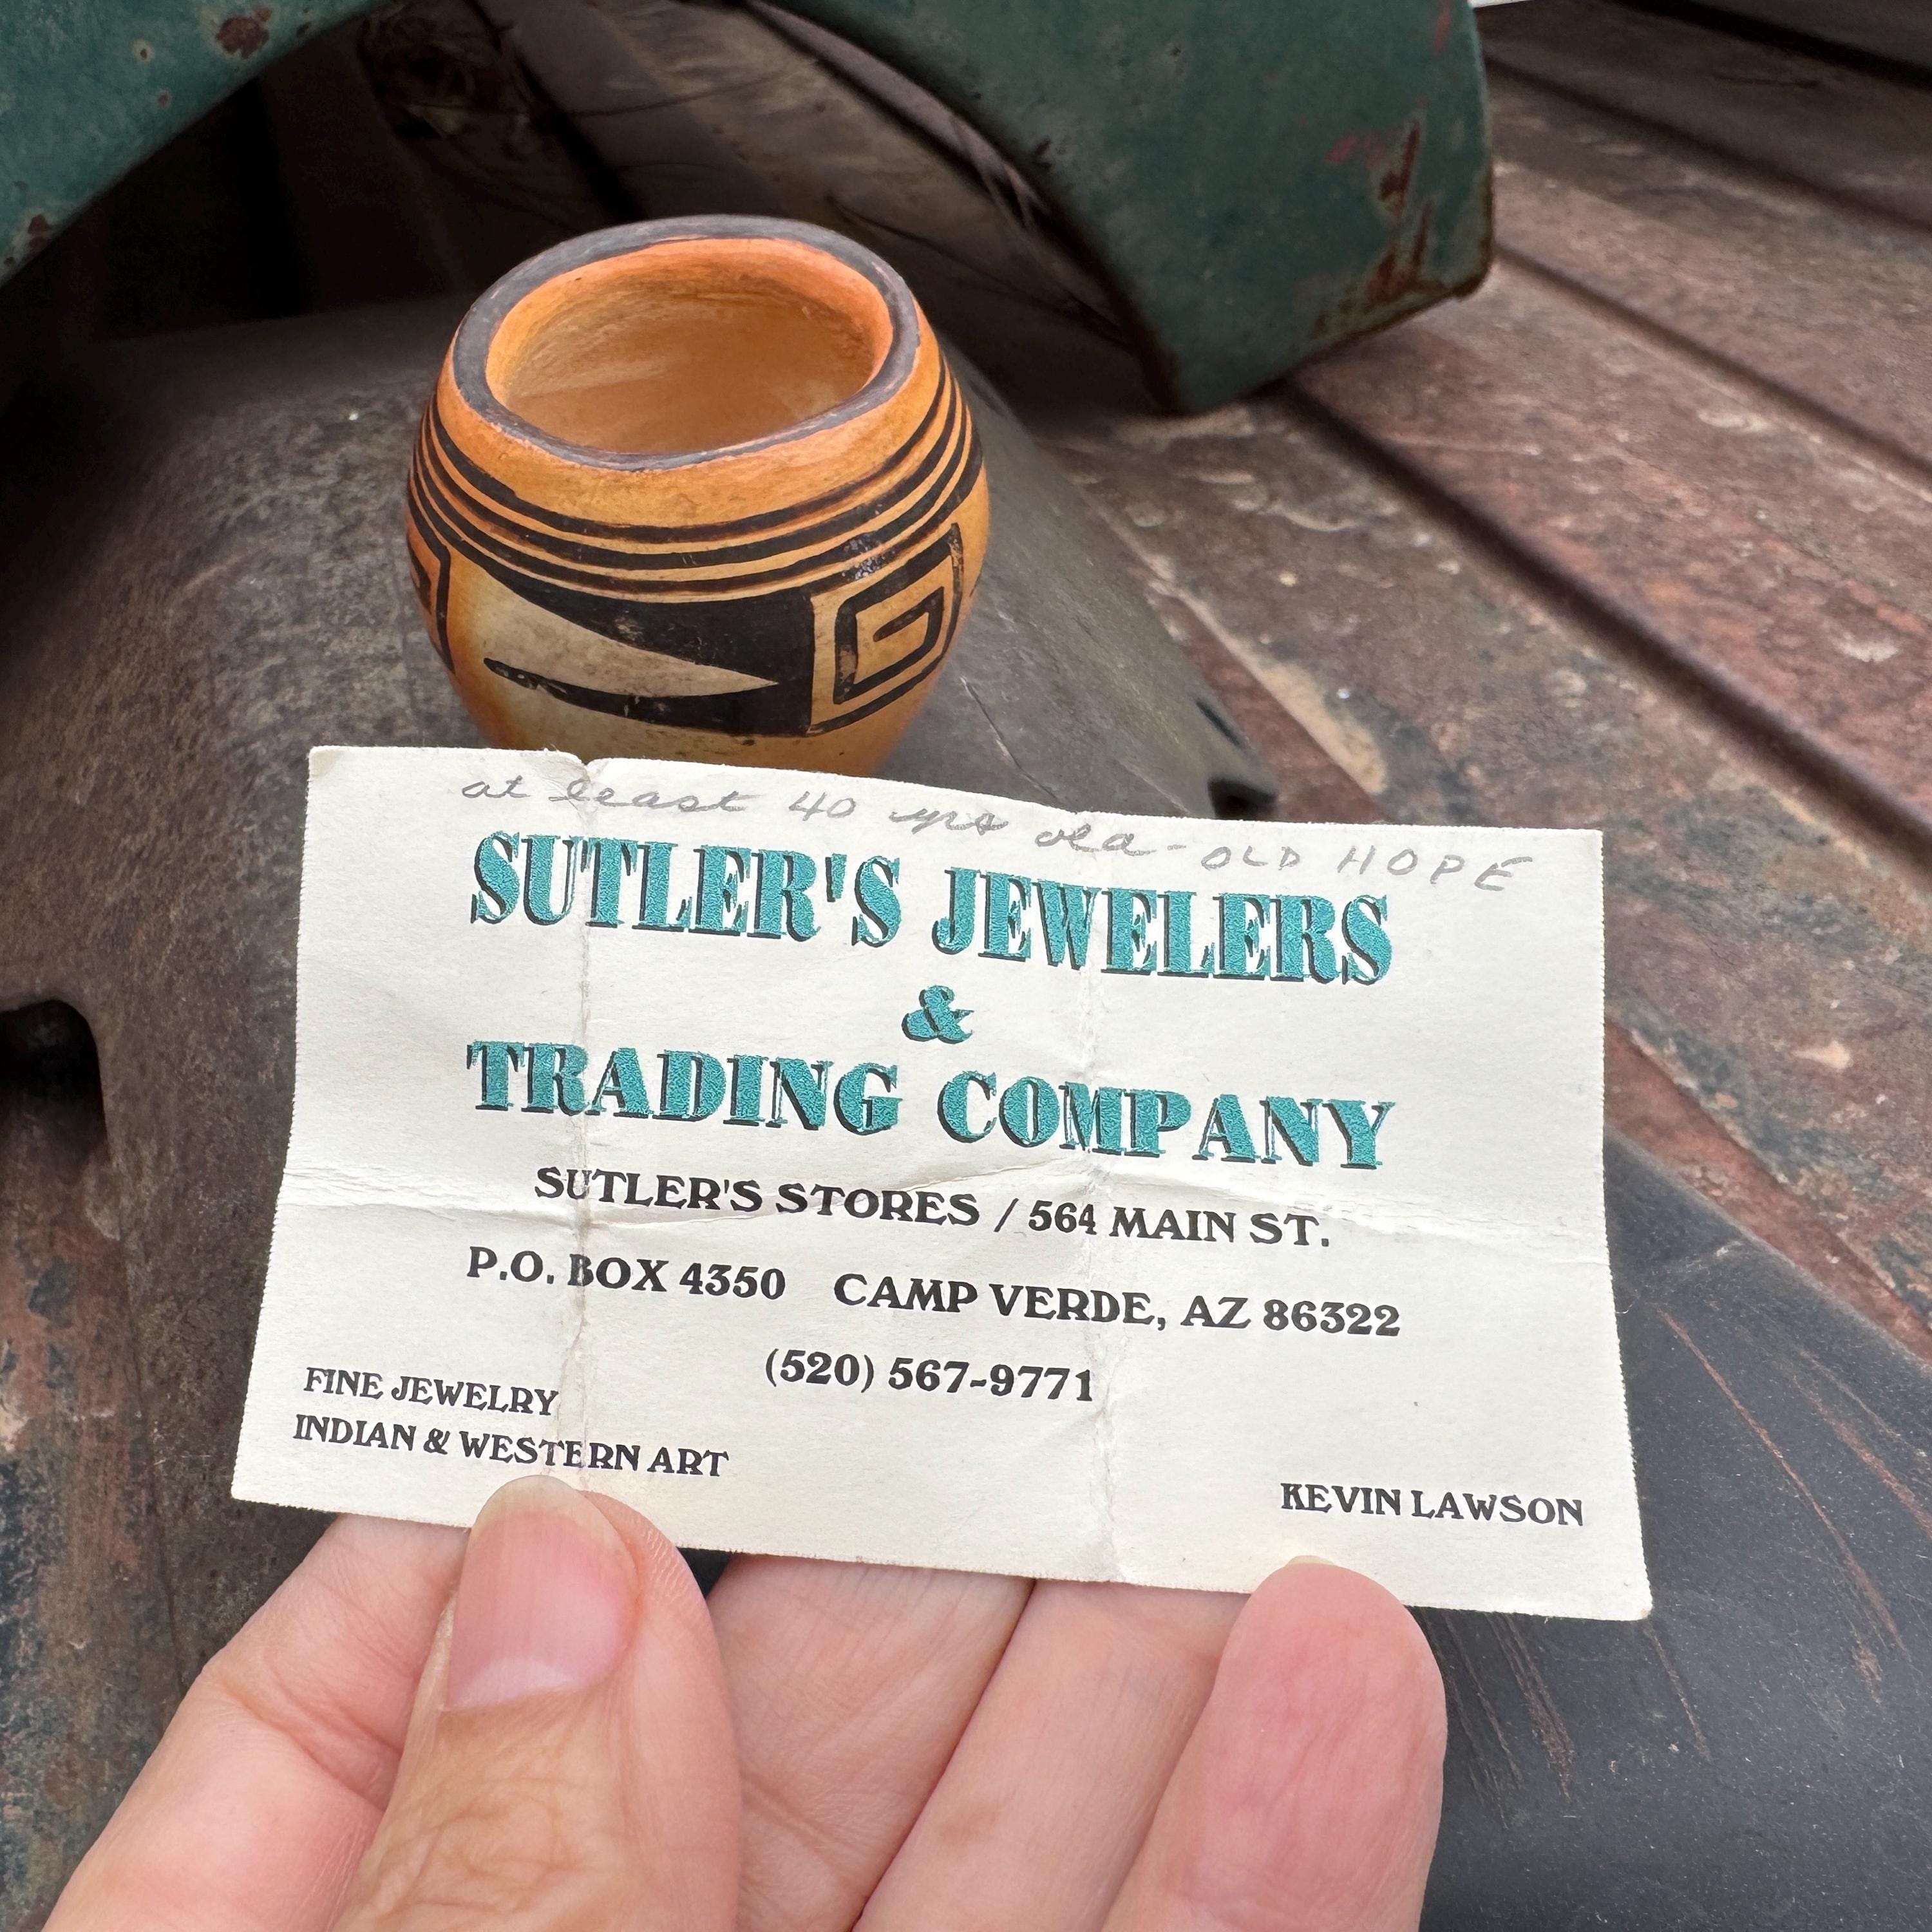 at least 40 yrs old - OLD HOPE
SUTLER'S JEWELERS
&
TRADING COMPANY
SUTLER'S STORES / 564 MAIN ST.
P.O. BOX 4350 CAMP VERDE, AZ 86322
(520) 567-9771
FINE JEWELRY
INDIAN & WESTERN ART
KEVIN LAWSON